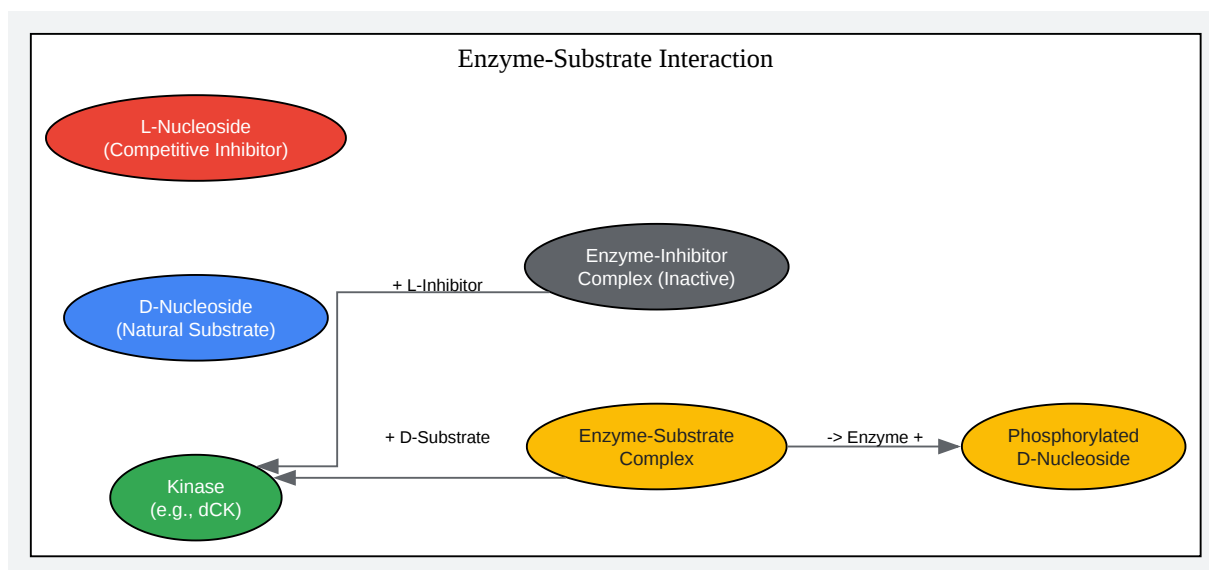 Enzyme-Substrate Interaction
L-Nucleoside
(Competitive Inhibitor)
Enzyme-Inhibitor
Complex (Inactive)
+ L-Inhibitor
D-Nucleoside
(Natural Substrate)
+ D-Substrate
Enzyme-Substrate
Complex
-> Enzyme +
Phosphorylated
D-Nucleoside
Kinase
(e.g., dCK)